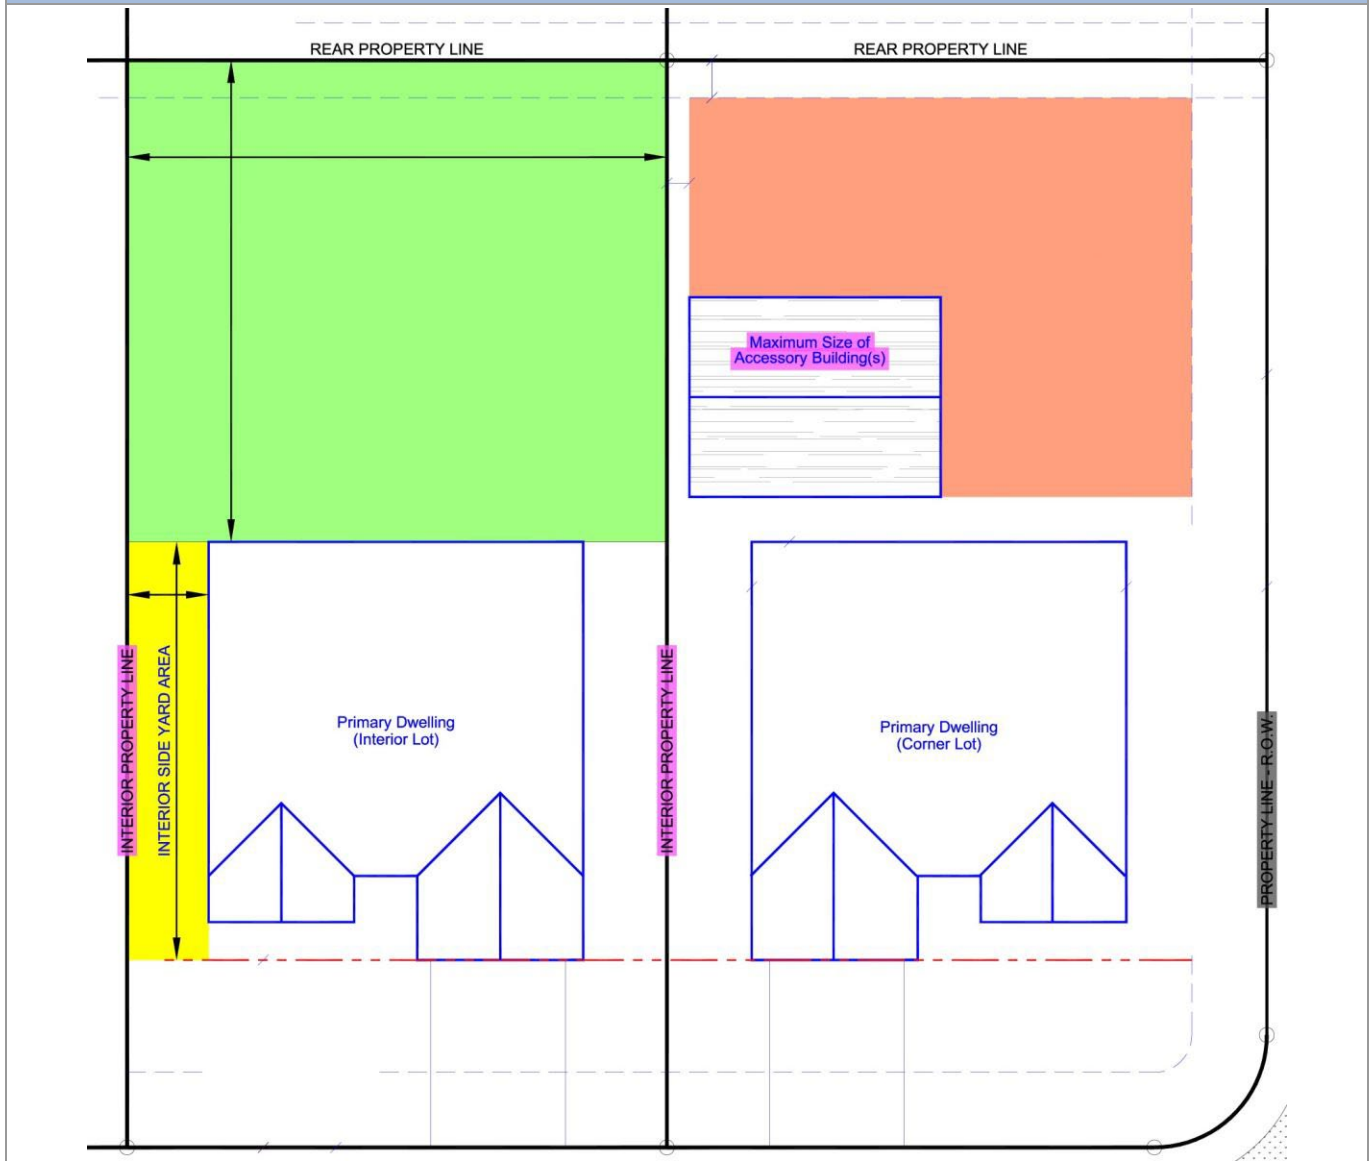 REAR PROPERTY LINE
REAR PROPERTY LINE
Maximum Size of
Accessory Building(s)
INTERIOR PROPERTY LINE
INTERIOR SIDE YARD AREA
Primary Dwelling
(Interior Lot)
INTERIOR PROPERTY LINE
Primary Dwelling
(Corner Lot)
PROPERTY LINE - R.O.W.